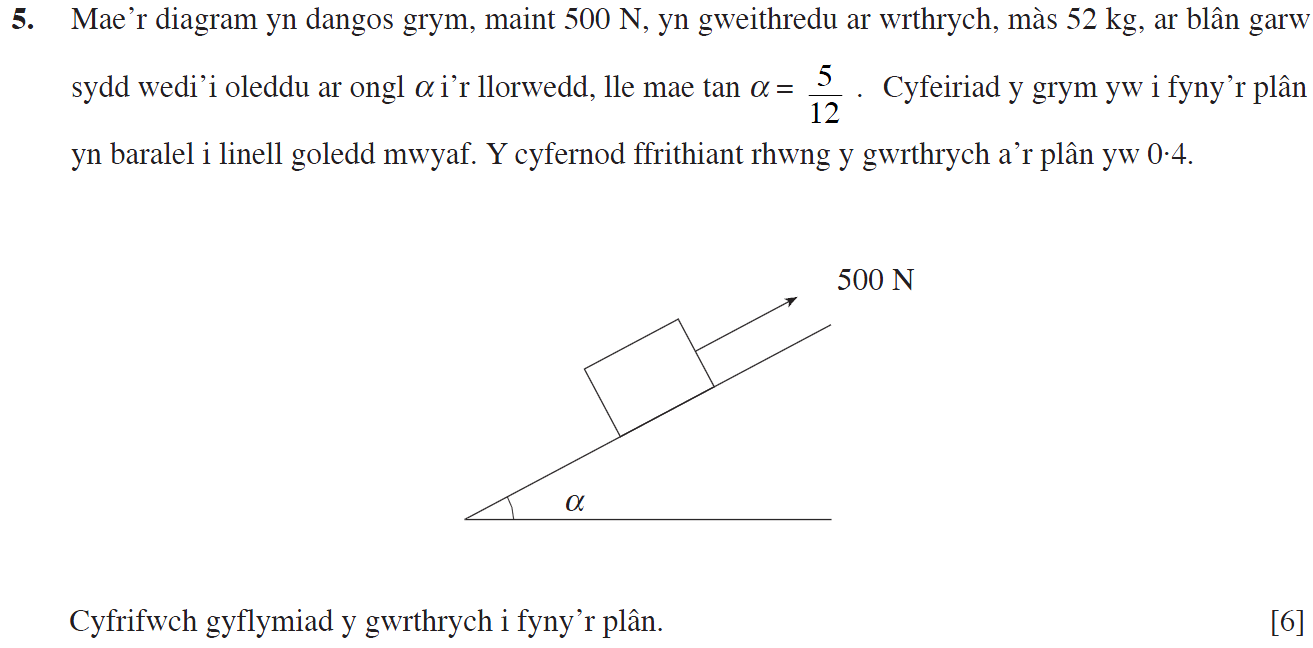 5. Mae'r diagram yn dangos grym, maint 500 N, yn gweithredu ar wrthrych, màs 52 kg, ar blân garw
sydd wedi'i oleddu ar ongl α i'r llorwedd, lle mae tan α = 5/12 . Cyfeiriad y grym yw i fyny'r plân
yn baralel i linell goledd mwyaf. Y cyfernod ffrithiant rhwng y gwrthrych a'r plân yw 0·4.
500 N
α
Cyfrifwch gyflymiad y gwrthrych i fyny'r plân. [6]